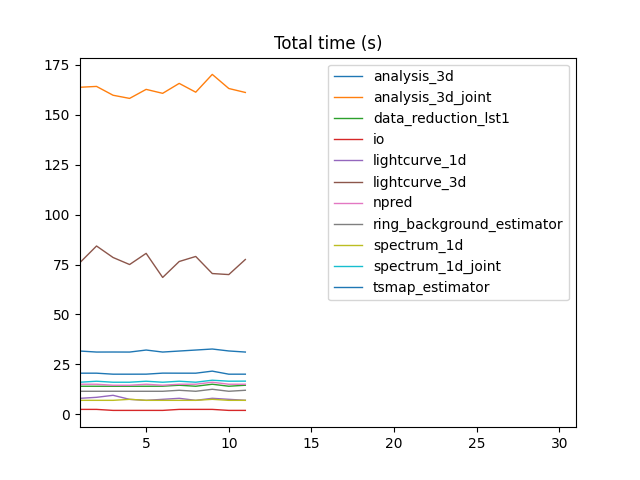 Total time (s)
175
150
125
100
75
50
25
0
analysis_3d
analysis_3d_joint
data_reduction_lst1
io
lightcurve_1d
lightcurve_3d
npred
ring_background_estimator
spectrum_1d
spectrum_1d_joint
tsmap_estimator
5 10 15 20 25 30